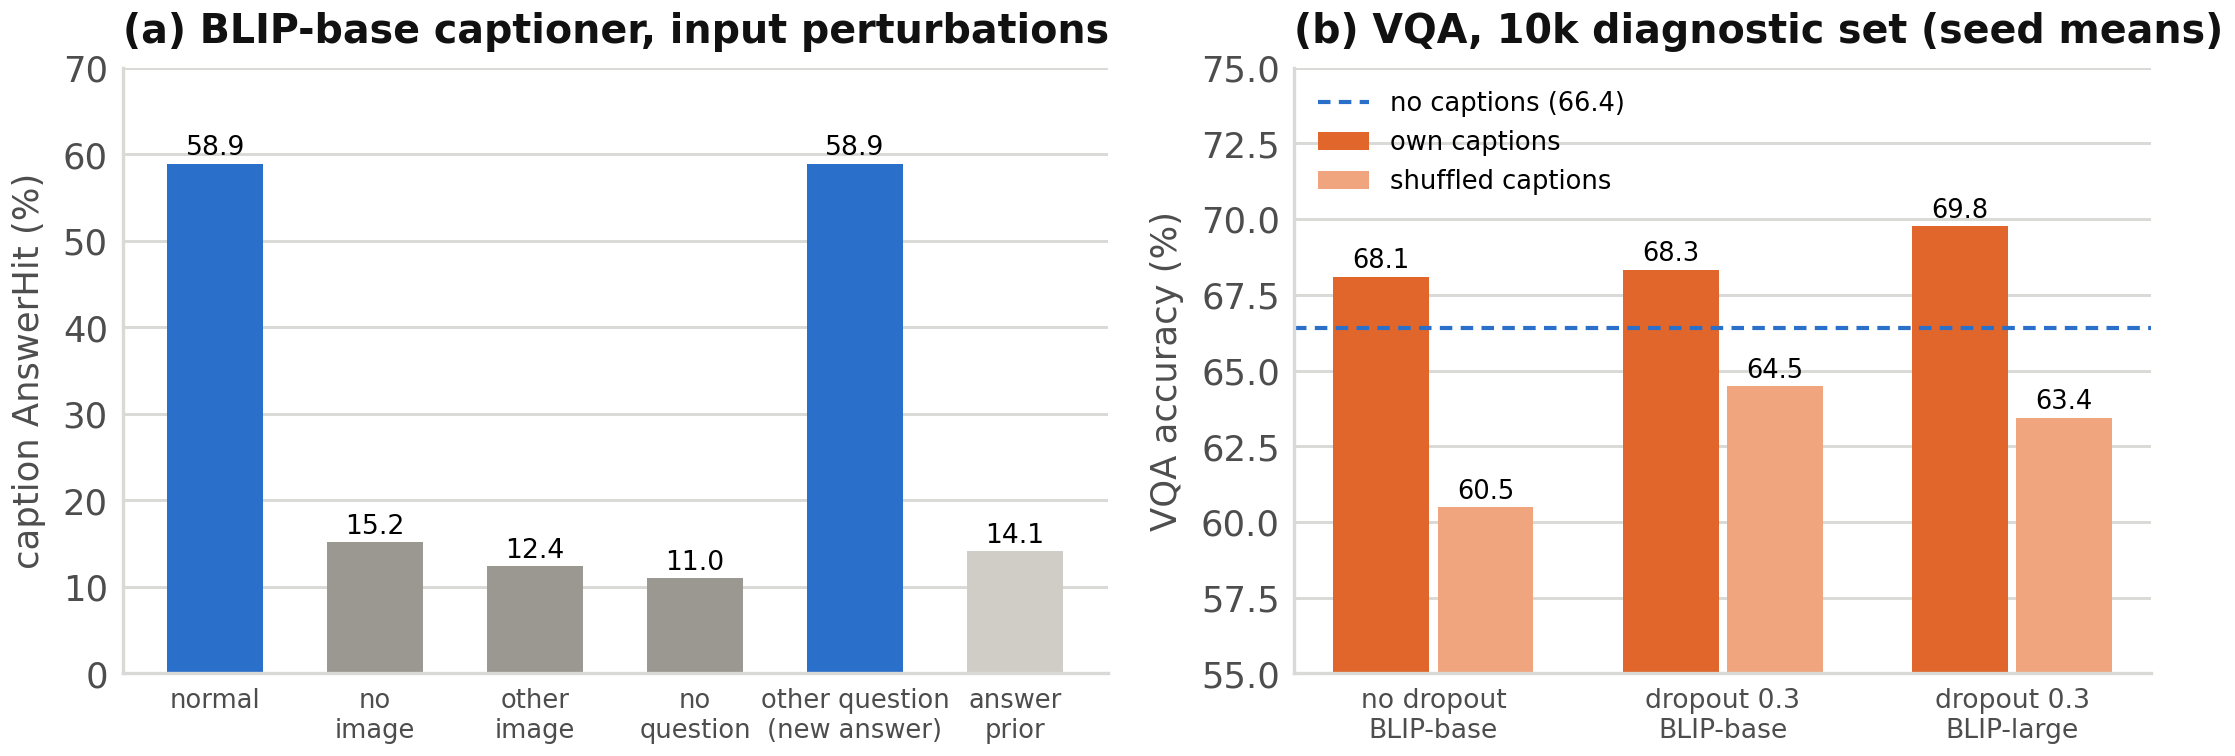 (a) BLIP-base captioner, input perturbations
caption AnswerHit (%)
70
60
50
40
30
20
10
0
58.9
15.2
12.4
11.0
58.9
14.1
normal
no
image
other
image
no
question
other question
(new answer)
answer
prior
(b) VQA, 10k diagnostic set (seed means)
VQA accuracy (%)
75.0
72.5
70.0
67.5
65.0
62.5
60.0
57.5
55.0
no captions (66.4)
own captions
shuffled captions
68.1
60.5
68.3
64.5
69.8
63.4
no dropout
BLIP-base
dropout 0.3
BLIP-base
dropout 0.3
BLIP-large